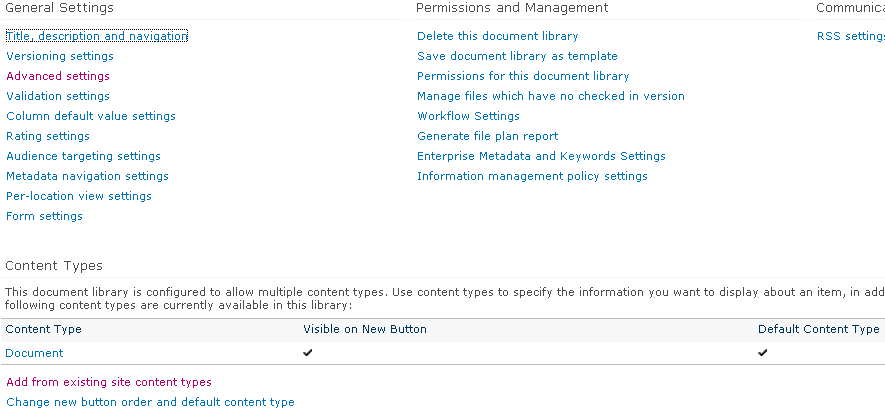 General Settings
Permissions and Management
Communica
Title, description and navigation
Delete this document library
RSS settings
Versioning settings
Save document library as template
Advanced settings
Permissions for this document library
Validation settings
Manage files which have no checked in version
Column default value settings
Workflow Settings
Rating settings
Generate file plan report
Audience targeting settings
Enterprise Metadata and Keywords Settings
Metadata navigation settings
Information management policy settings
Per-location view settings
Form settings
Content Types
This document library is configured to allow multiple content types. Use content types to specify the information you want to display about an item, in add
following content types are currently available in this library:
Content Type
Visible on New Button
Default Content Type
Document
Add from existing site content types
Change new button order and default content type